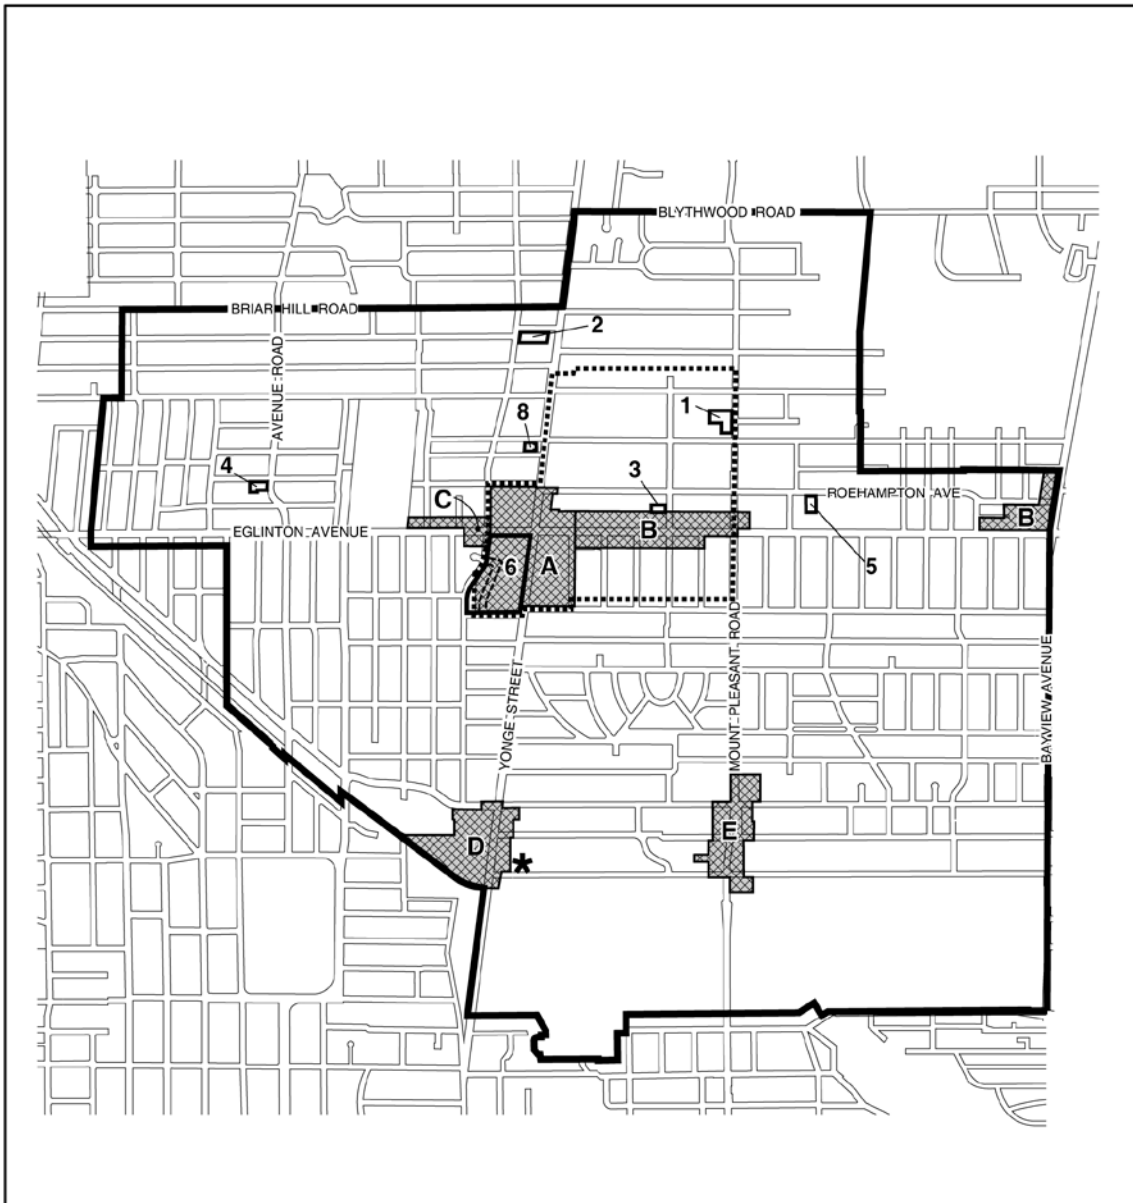 BLYTHWOOD ROAD
BRIAR HILL ROAD
2
AVENUE ROAD
1
8
4
3
C
ROEHAMPTON AVE
EGLINTON AVENUE
B
B
6
A
5
MOUNT PLEASANT ROAD
YONGE STREET
BAYVIEW AVENUE
E
D
*